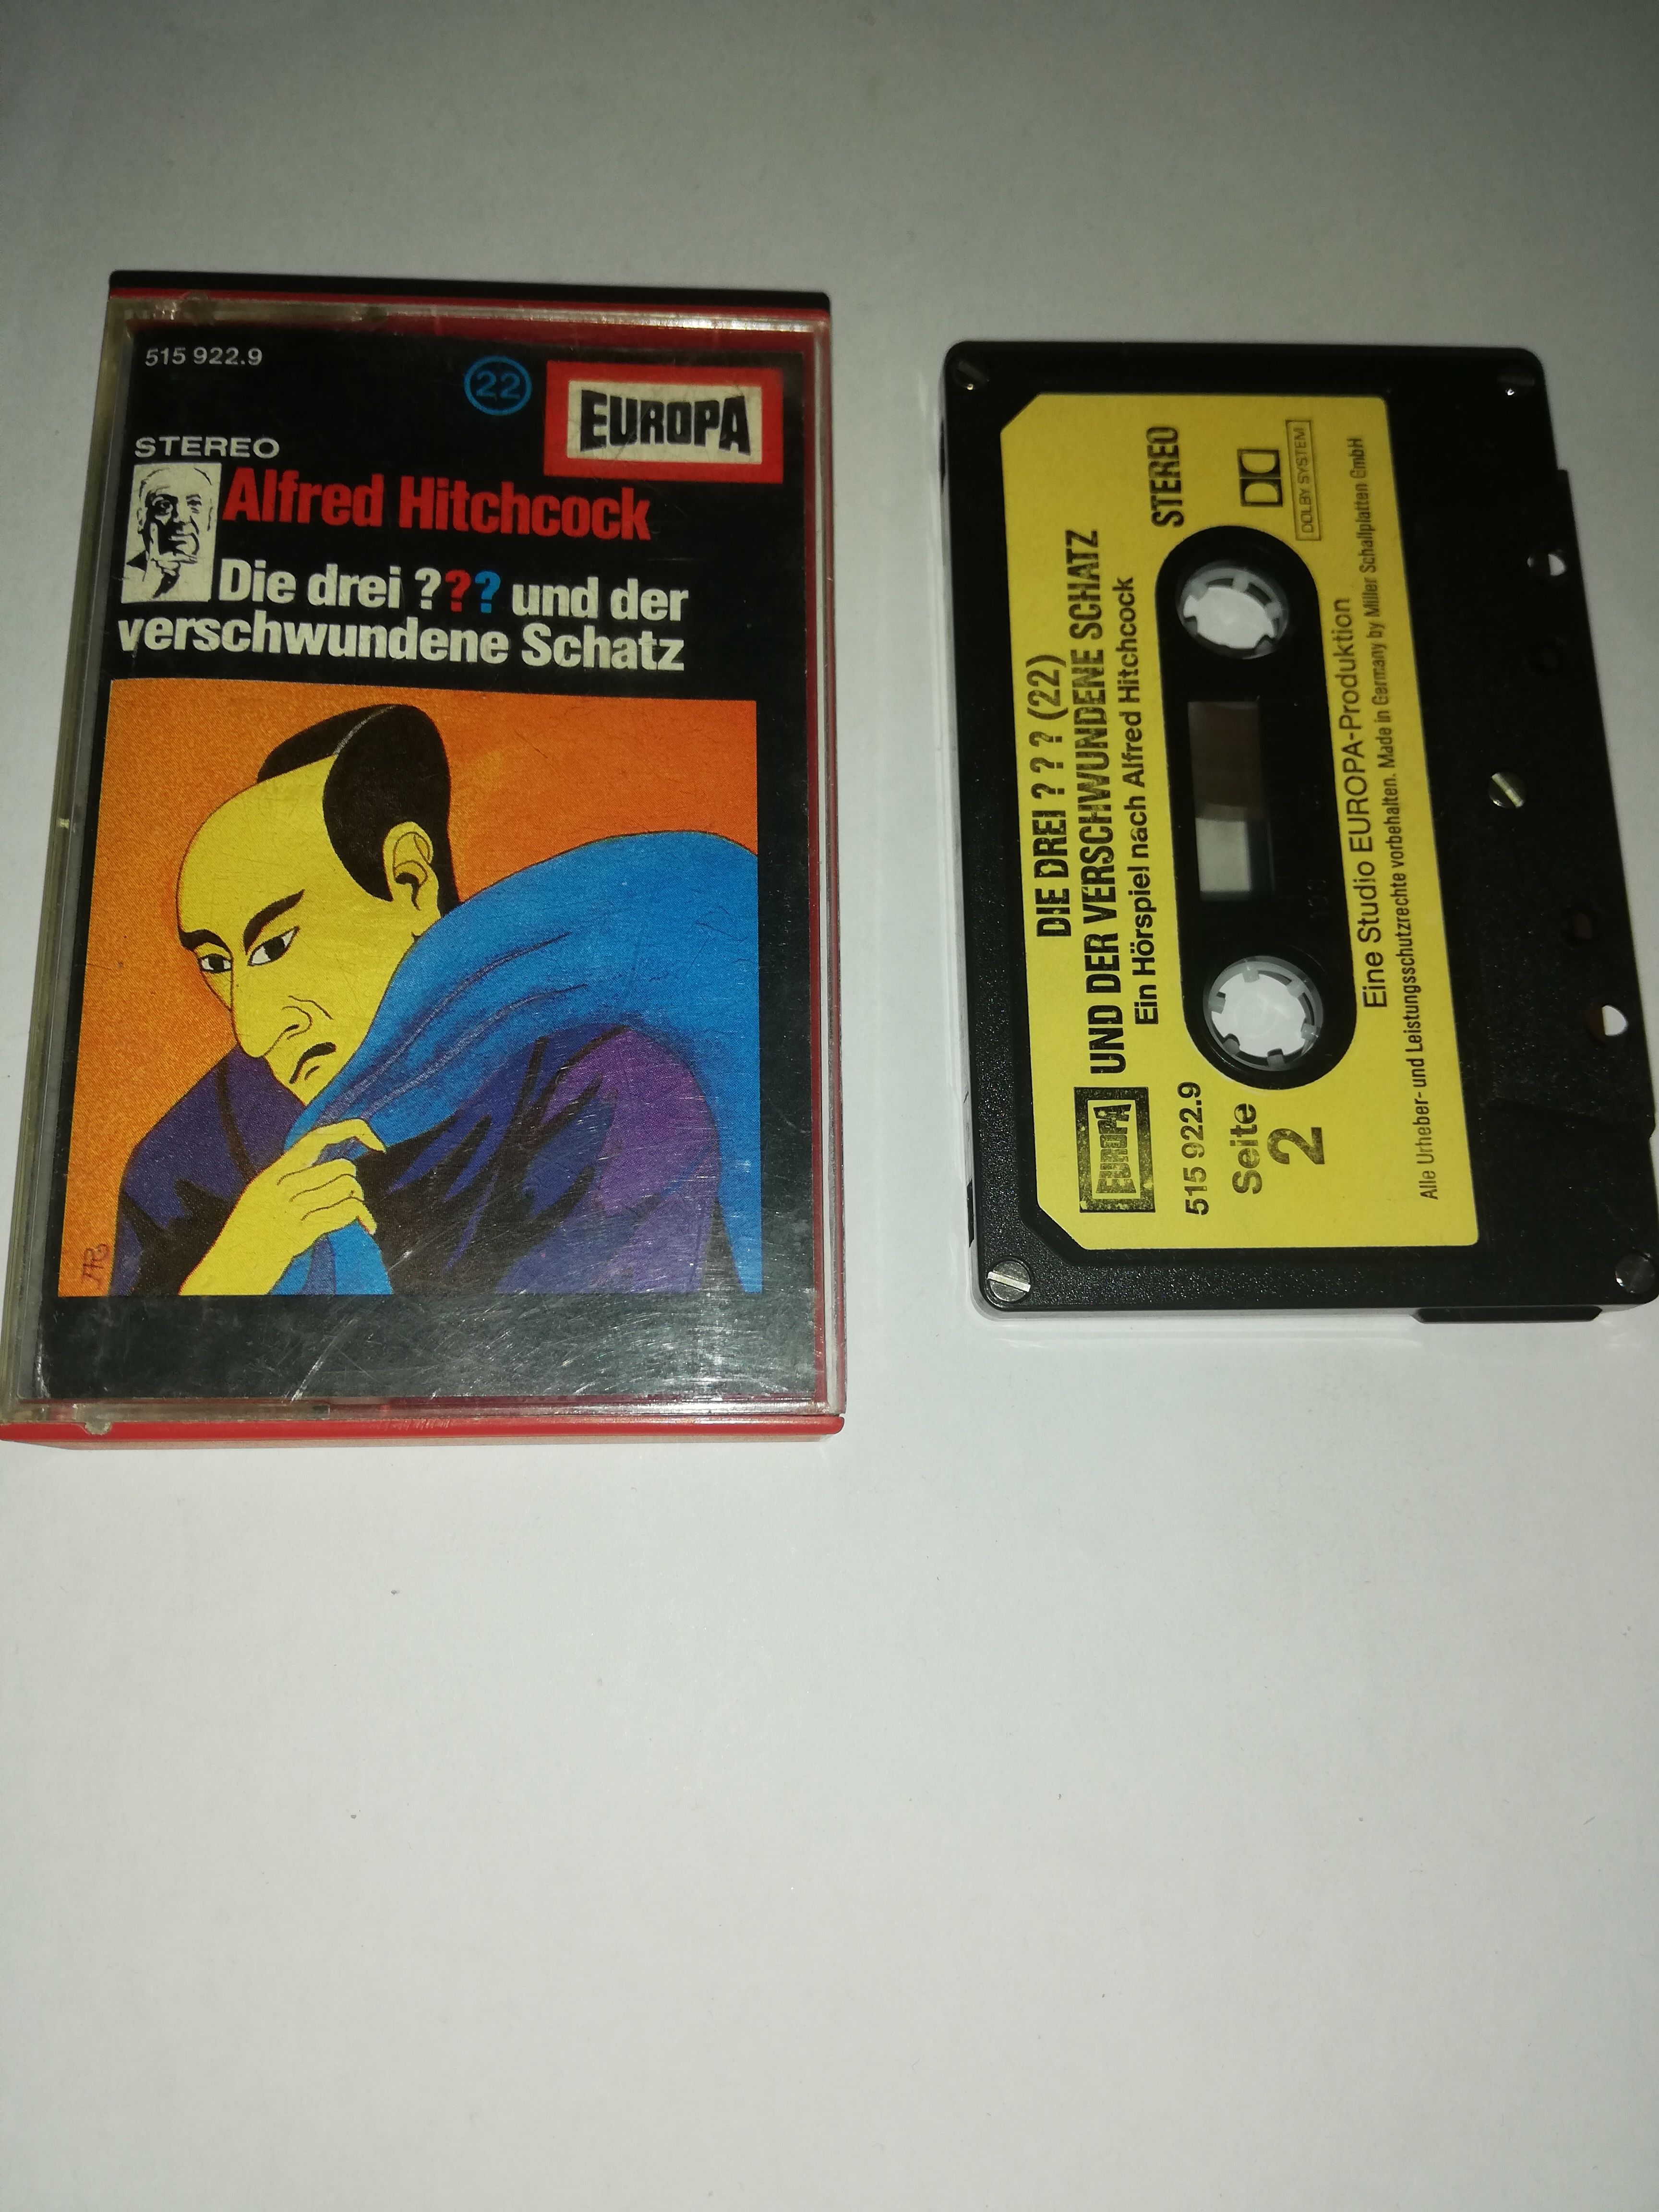 515 922.9
22
EUROPA
STEREO
Alfred Hitchcock
Die drei ??? und der
verschwundene Schatz
AR
DIE DREI ? ? ? (22)
UND DER VERSCHWUNDENE SCHATZ
Ein Hörspiel nach Alfred Hitchcock
EUROPA
515 922.9
STEREO
Seite
2
DOLBY SYSTEM
Eine Studio EUROPA-Produktion
Alle Urheber- und Leistungsschutzrechte vorbehalten. Made in Germany by Miller Schallplatten GmbH